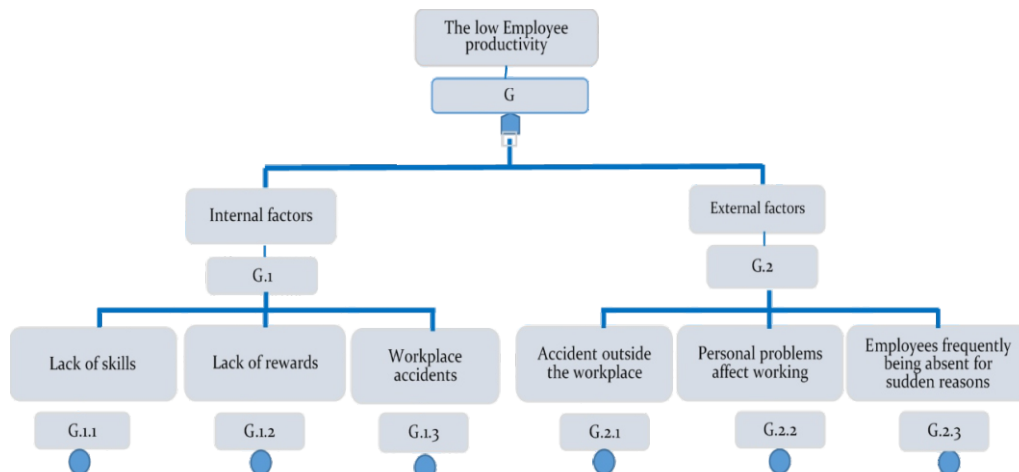 The low Employee
productivity
G
Internal factors
External factors
G.1
G.2
Lack of skills
Lack of rewards
Workplace
accidents
Accident outside
the workplace
Personal problems
affect working
Employees frequently
being absent for
sudden reasons
G.1.1
G.1.2
G.1.3
G.2.1
G.2.2
G.2.3